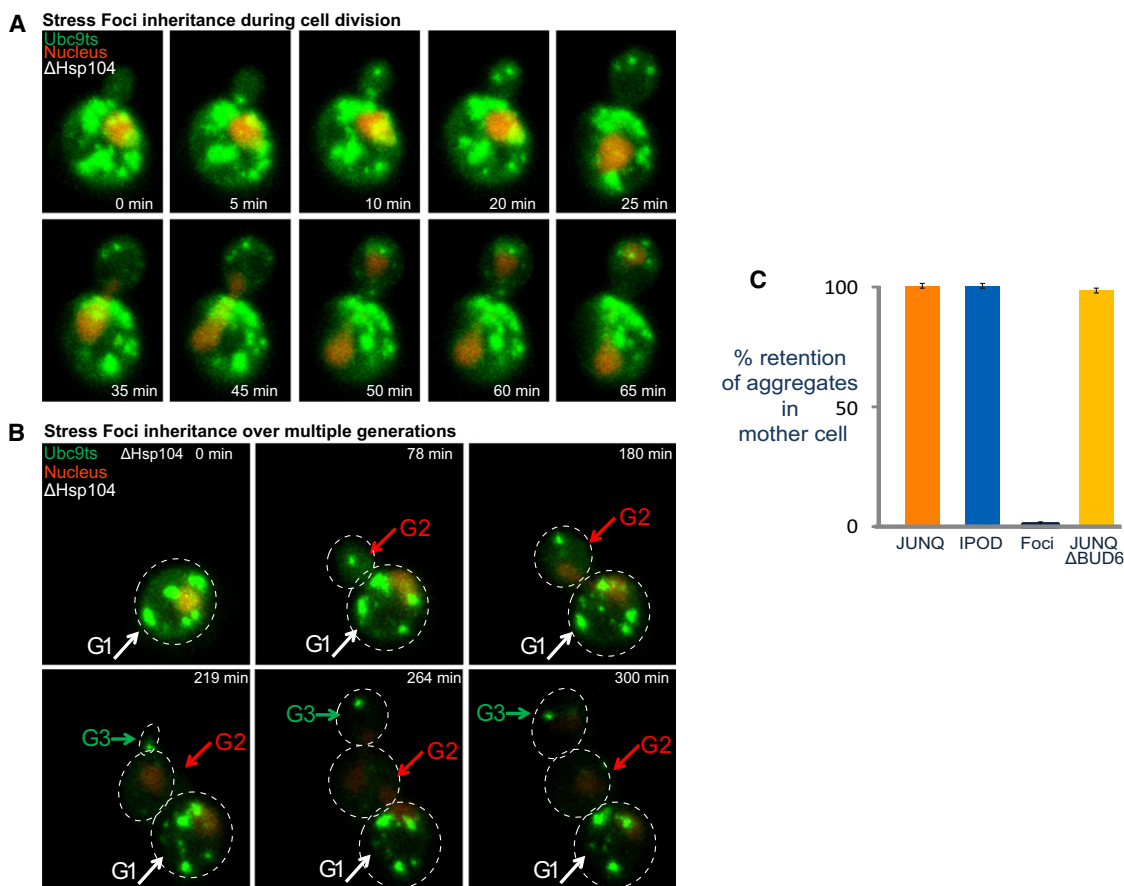 A Stress Foci inheritance during cell division
Ubc9ts
Nucleus
ΔHsp104
0 min
5 min
10 min
20 min
25 min
35 min
45 min
50 min
60 min
65 min
B Stress Foci inheritance over multiple generations
Ubc9ts ΔHsp104 0 min
Nucleus
ΔHsp104
G1
78 min
G2
G1
180 min
G2
G1
219 min
G3
G2
G1
264 min
G3
G2
G1
300 min
G3
G2
G1
C
% retention
of aggregates
in
mother cell
100
50
0
JUNQ
IPOD
Foci
JUNQ
ΔBUD6